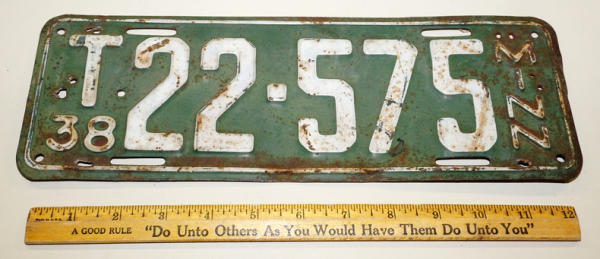 T 22·575 MINN
38
1 2 3 4 5 6 7 8 9 10 11 12
A GOOD RULE "Do Unto Others As You Would Have Them Do Unto You"